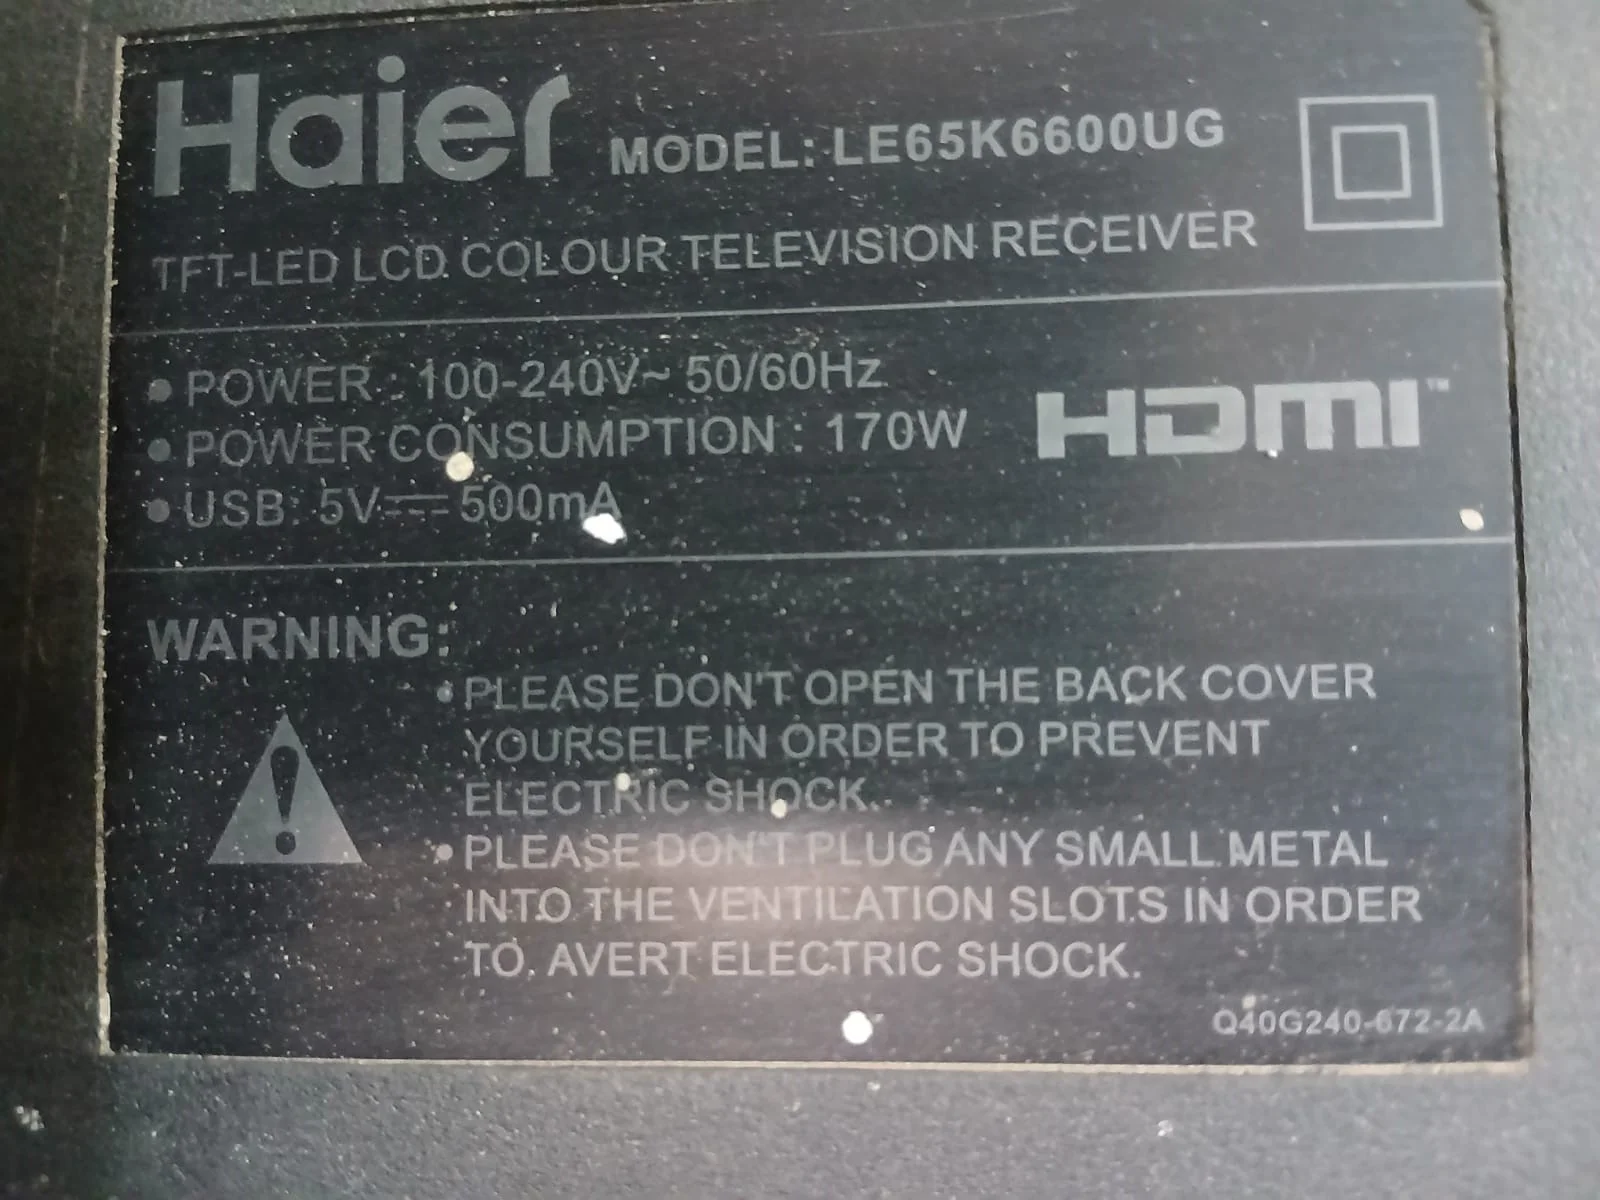 Haier MODEL: LE65K6600UG
TFT-LED LCD COLOUR TELEVISION RECEIVER
• POWER : 100-240V~ 50/60Hz
• POWER CONSUMPTION : 170W
HDMI™
• USB: 5V⎓500mA
WARNING:
• PLEASE DON'T OPEN THE BACK COVER
YOURSELF IN ORDER TO PREVENT
ELECTRIC SHOCK.
• PLEASE DON'T PLUG ANY SMALL METAL
INTO THE VENTILATION SLOTS IN ORDER
TO AVERT ELECTRIC SHOCK.
Q40G240-672-2A